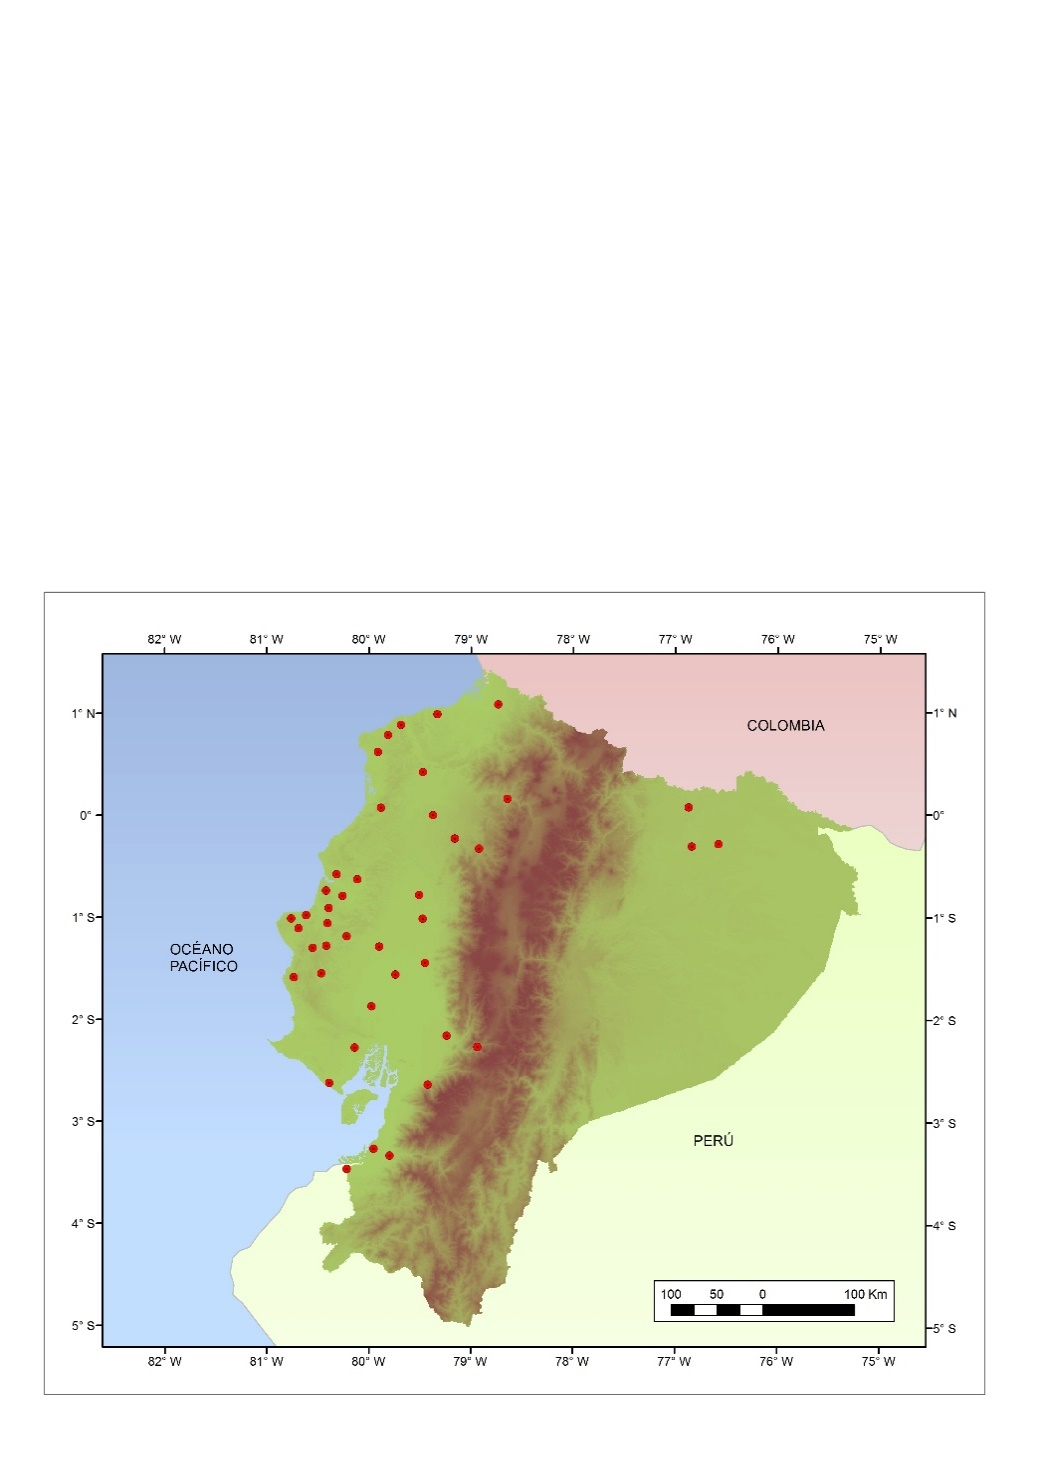 82° W 81° W 80° W 79° W 78° W 77° W 76° W 75° W
1° N 1° N
COLOMBIA
0° 0°
1° S 1° S
OCÉANO
PACÍFICO
2° S 2° S
3° S 3° S
PERÚ
4° S 4° S
100 50 0 100 Km
5° S 5° S
82° W 81° W 80° W 79° W 78° W 77° W 76° W 75° W